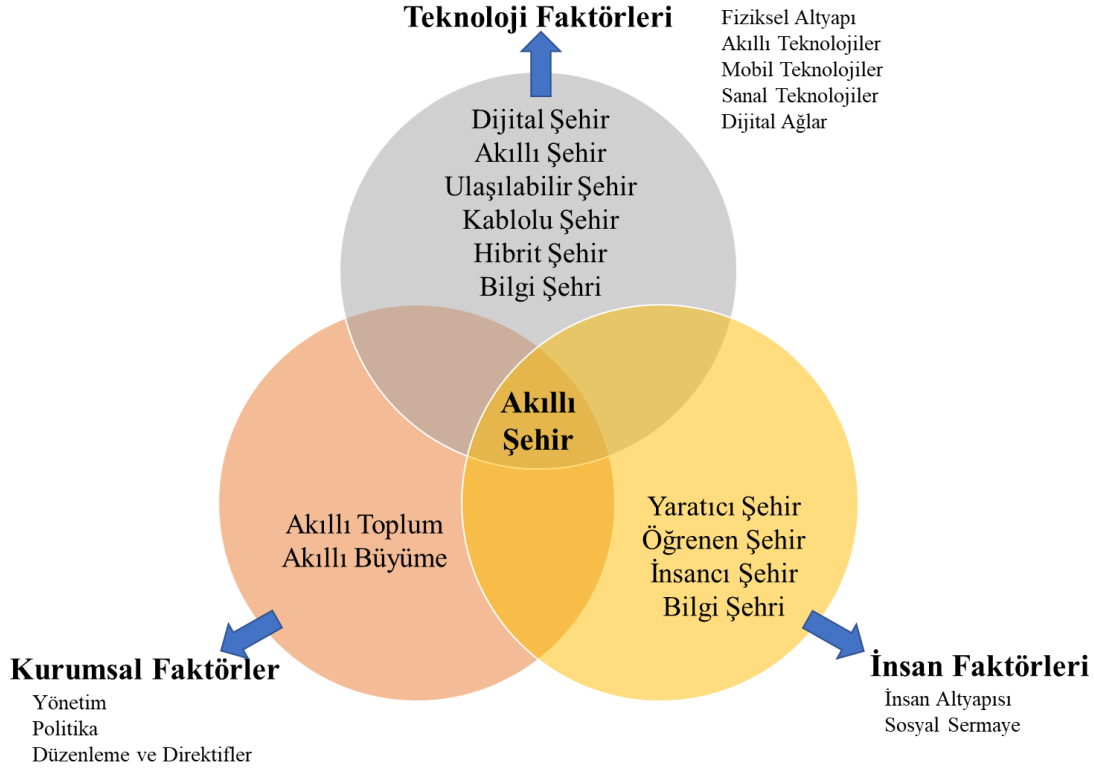 Teknoloji Faktörleri
Fiziksel Altyapı
Akıllı Teknolojiler
Mobil Teknolojiler
Sanal Teknolojiler
Dijital Ağlar
Dijital Şehir
Akıllı Şehir
Ulaşılabilir Şehir
Kablolu Şehir
Hibrit Şehir
Bilgi Şehri
Akıllı
Şehir
Akıllı Toplum
Akıllı Büyüme
Yaratıcı Şehir
Öğrenen Şehir
İnsancı Şehir
Bilgi Şehri
Kurumsal Faktörler
Yönetim
Politika
Düzenleme ve Direktifler
İnsan Faktörleri
İnsan Altyapısı
Sosyal Sermaye